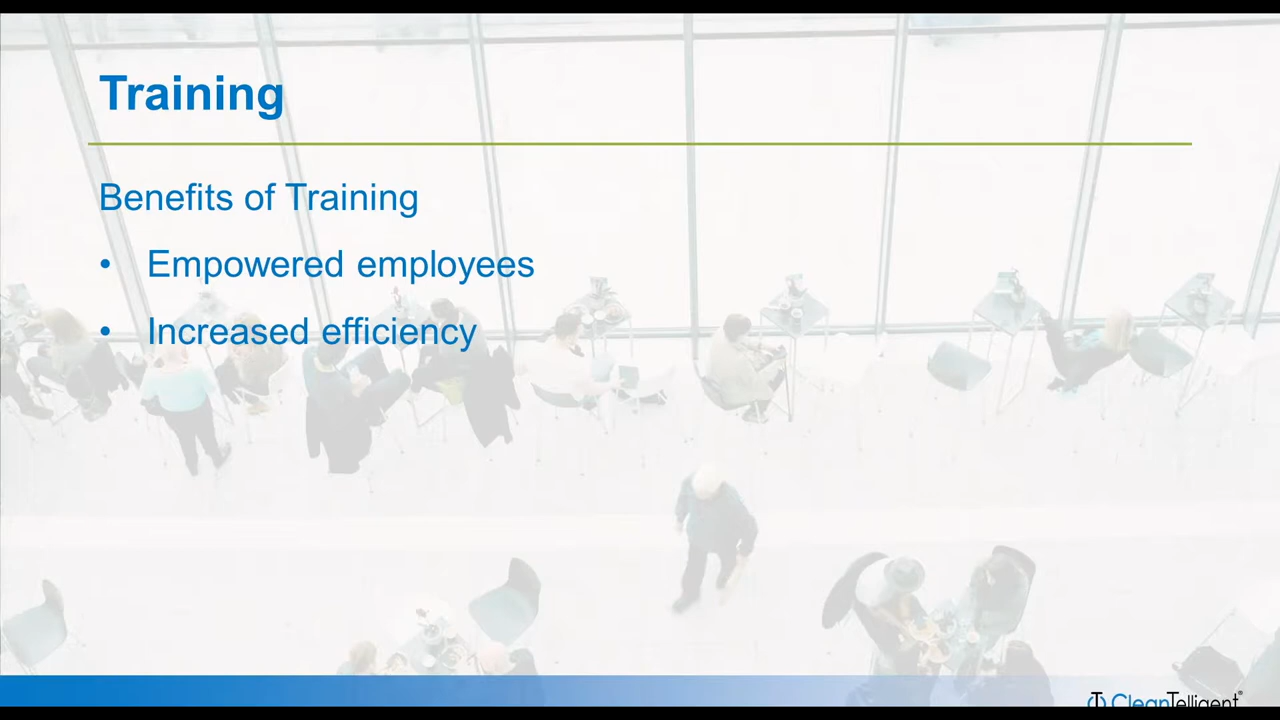 Training
Benefits of Training
• Empowered employees
• Increased efficiency
CleanTelligent®